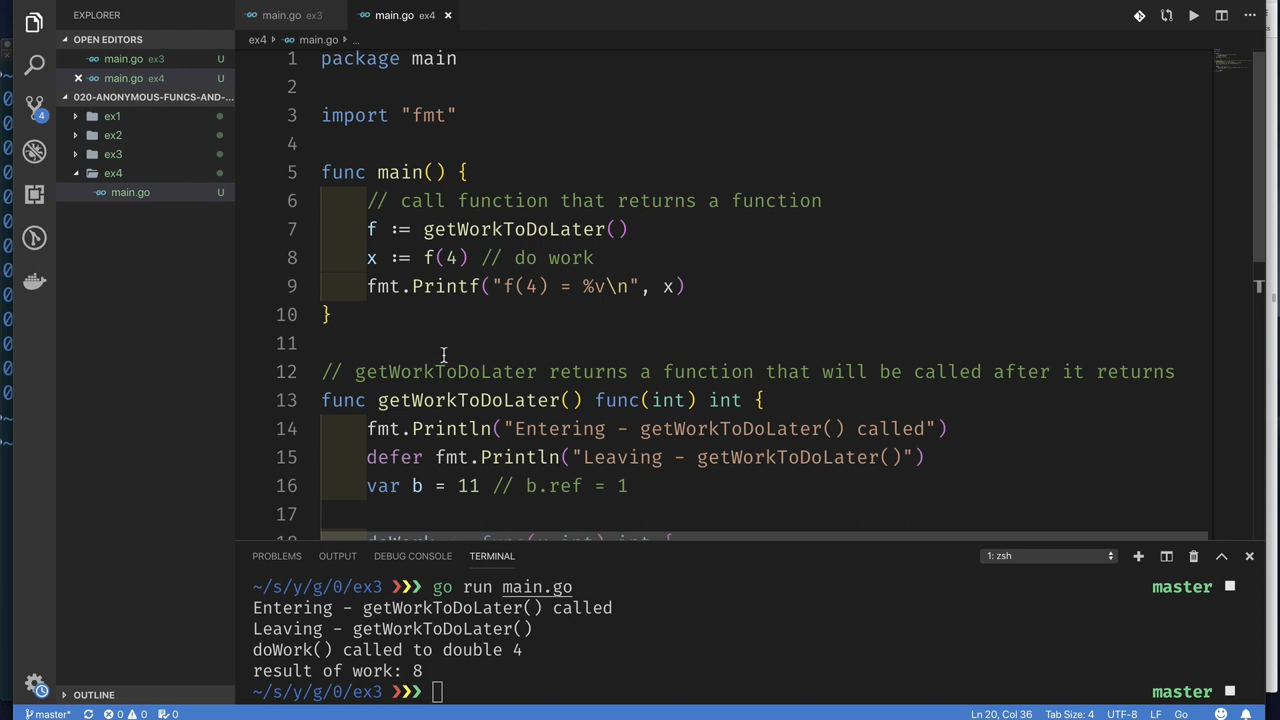 EXPLORER
main.go ex3
main.go ex4
OPEN EDITORS
main.go ex3 U
main.go ex4 U
020-ANONYMOUS-FUNCS-AND-...
ex1
ex2
ex3
ex4
main.go U
4
OUTLINE
ex4 main.go ...
1 package main
2
3 import "fmt"
4
5 func main() {
6 // call function that returns a function
7 f := getWorkToDoLater()
8 x := f(4) // do work
9 fmt.Printf("f(4) = %v\n", x)
10 }
11
12 // getWorkToDoLater returns a function that will be called after it returns
13 func getWorkToDoLater() func(int) int {
14 fmt.Println("Entering - getWorkToDoLater() called")
15 defer fmt.Println("Leaving - getWorkToDoLater()")
16 var b = 11 // b.ref = 1
17
PROBLEMS OUTPUT DEBUG CONSOLE TERMINAL 1: zsh
~/s/y/g/0/ex3 ❯❯❯ go run main.go master
Entering - getWorkToDoLater() called
Leaving - getWorkToDoLater()
doWork() called to double 4
result of work: 8
~/s/y/g/0/ex3 ❯❯❯ master
master* 0 0 0 Ln 20, Col 36 Tab Size: 4 UTF-8 LF Go